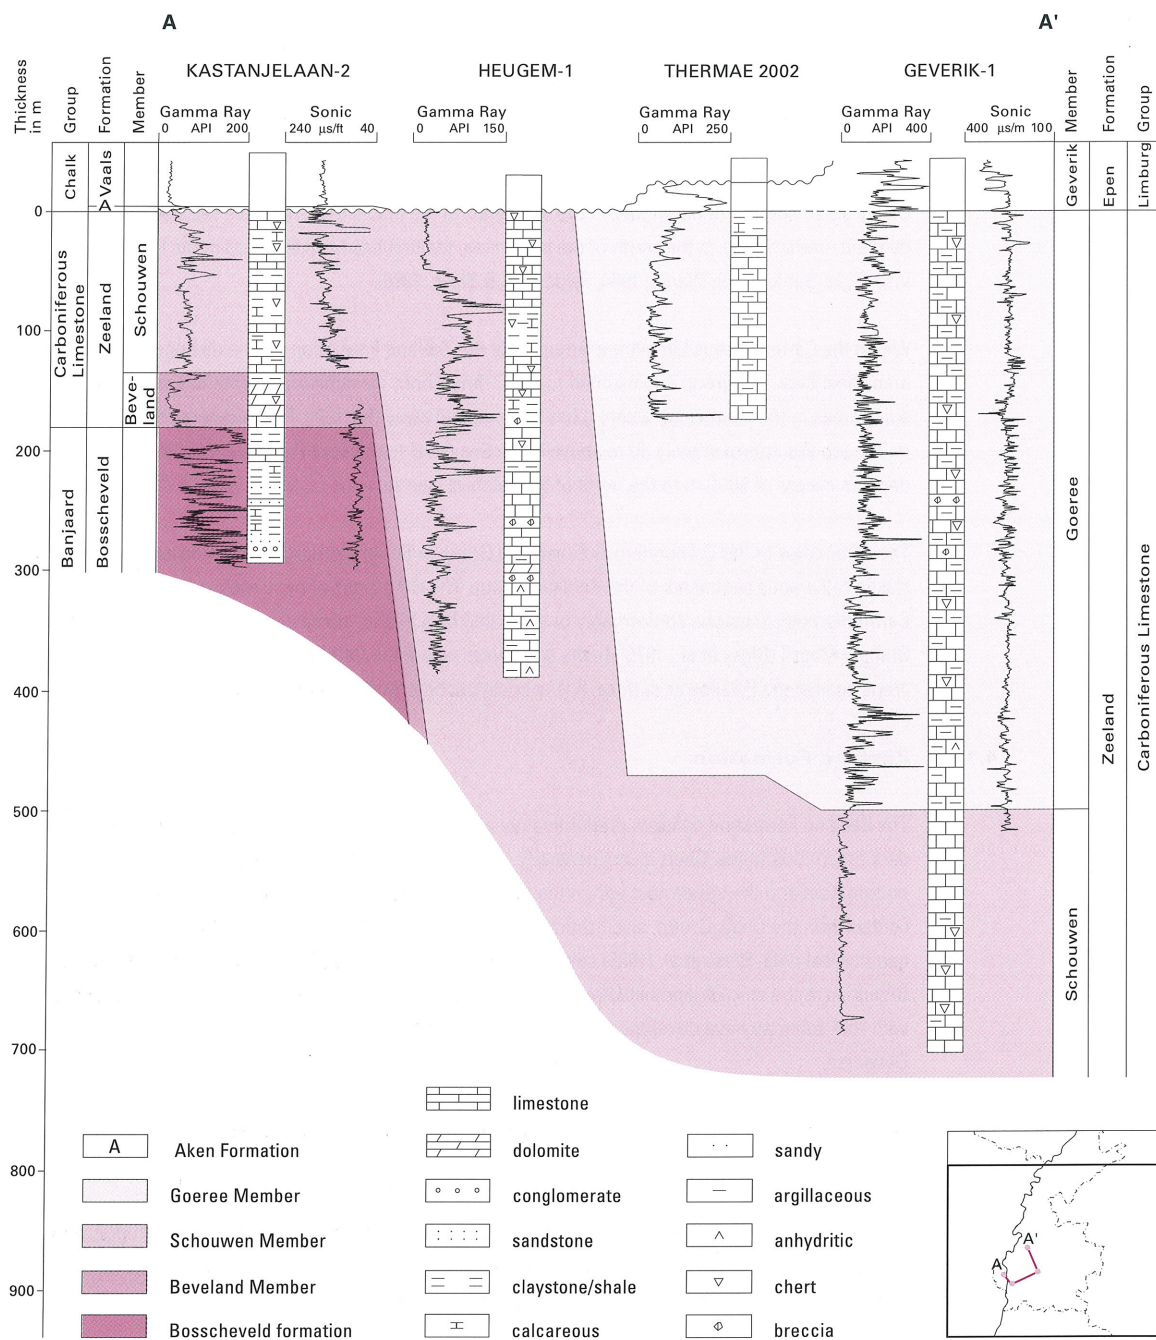 A A'
KASTANJELAAN-2 HEUGEM-1 THERMAE 2002 GEVERIK-1
Thickness in m
Group
Formation
Member
Gamma Ray
0 API 200
Sonic
240 µs/ft 40
Gamma Ray
0 API 150
Gamma Ray
0 API 250
Gamma Ray
0 API 400
Sonic
400 µs/m 100
Member
Formation
Group
Chalk
Vaals
A
Geverik
Epen
Limburg
0
100
200
300
400
500
600
700
800
900
Carboniferous
Limestone
Zeeland
Schouwen
Beve-
land
Banjaard
Bosscheveld
Goeree
Schouwen
Zeeland
Carboniferous Limestone
limestone
A Aken Formation
dolomite
sandy
Goeree Member
conglomerate
argillaceous
Schouwen Member
sandstone
anhydritic
Beveland Member
claystone/shale
chert
Bosscheveld formation
calcareous
breccia
A'
A